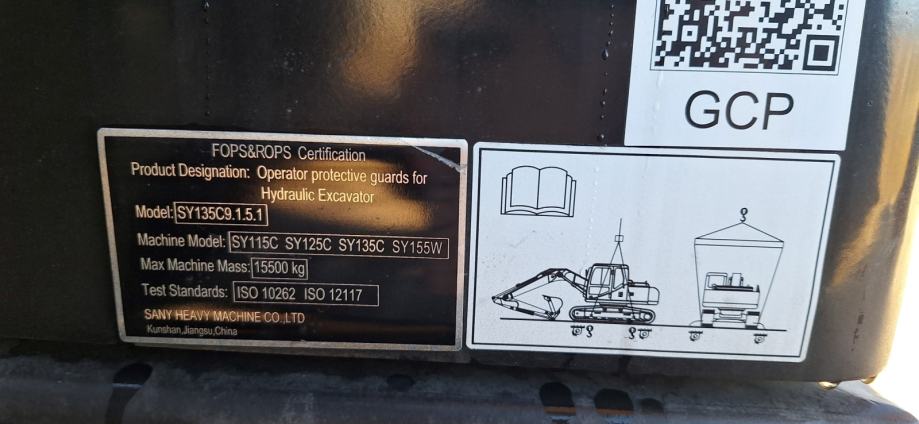 GCP
FOPS&ROPS Certification
Product Designation: Operator protective guards for
Hydraulic Excavator
Model: SY135C9.1.5.1
Machine Model: SY115C SY125C SY135C SY155W
Max Machine Mass: 15500 kg
Test Standards: ISO 10262 ISO 12117
SANY HEAVY MACHINE CO.,LTD
Kunshan,Jiangsu,China